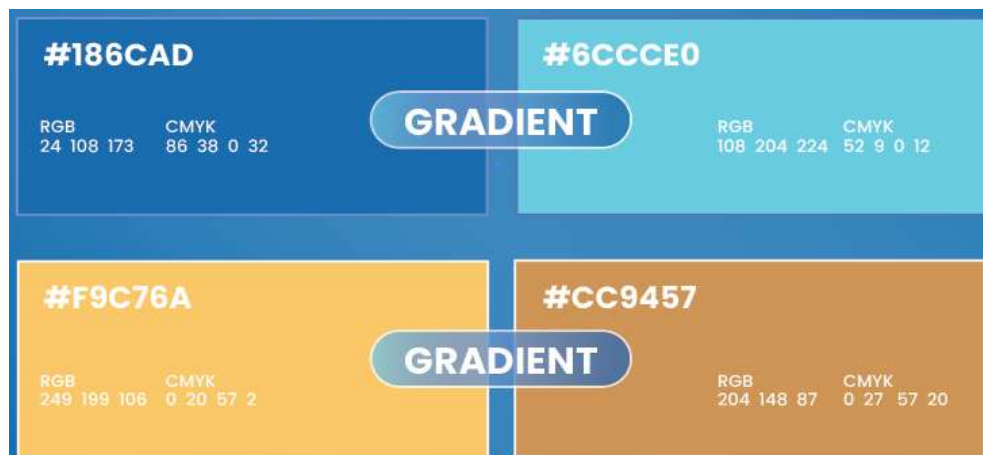 #186CAD
#6CCCE0
GRADIENT
RGB CMYK
24 108 173 86 38 0 32
RGB CMYK
108 204 224 52 9 0 12
#F9C76A
#CC9457
GRADIENT
RGB CMYK
249 199 106 0 20 57 2
RGB CMYK
204 148 87 0 27 57 20